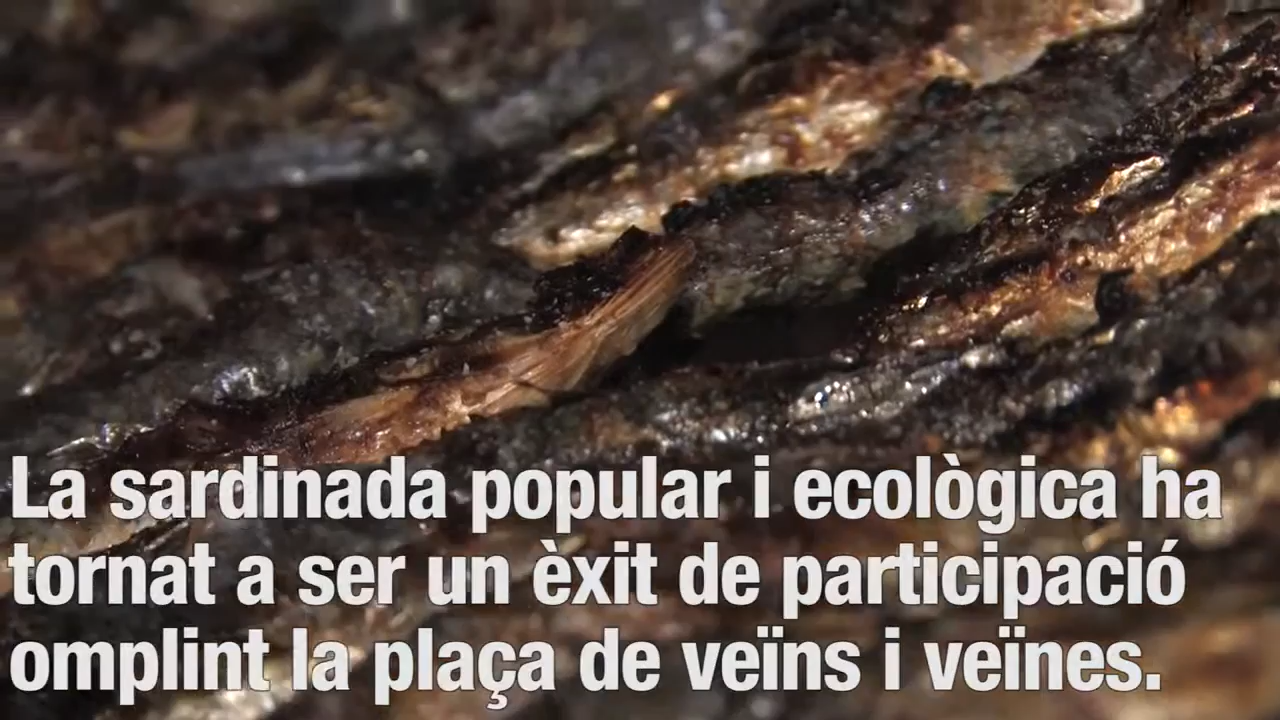 La sardinada popular i ecològica ha
tornat a ser un èxit de participació
omplint la plaça de veïns i veïnes.